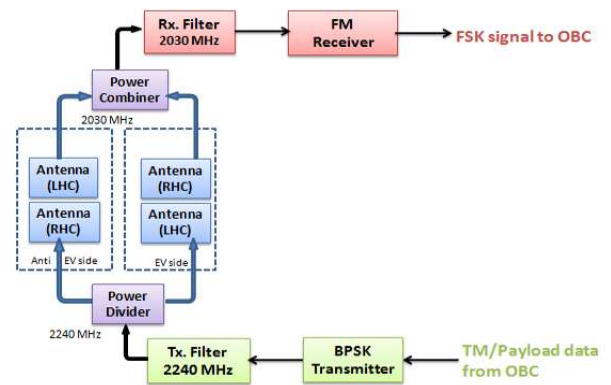 Rx. Filter
2030 MHz
FM
Receiver
FSK signal to OBC
Power
Combiner
2030 MHz
Antenna
(LHC)
Antenna
(RHC)
Antenna
(RHC)
Antenna
(LHC)
Anti EV side
EV side
Power
Divider
2240 MHz
Tx. Filter
2240 MHz
BPSK
Transmitter
TM/Payload data
from OBC